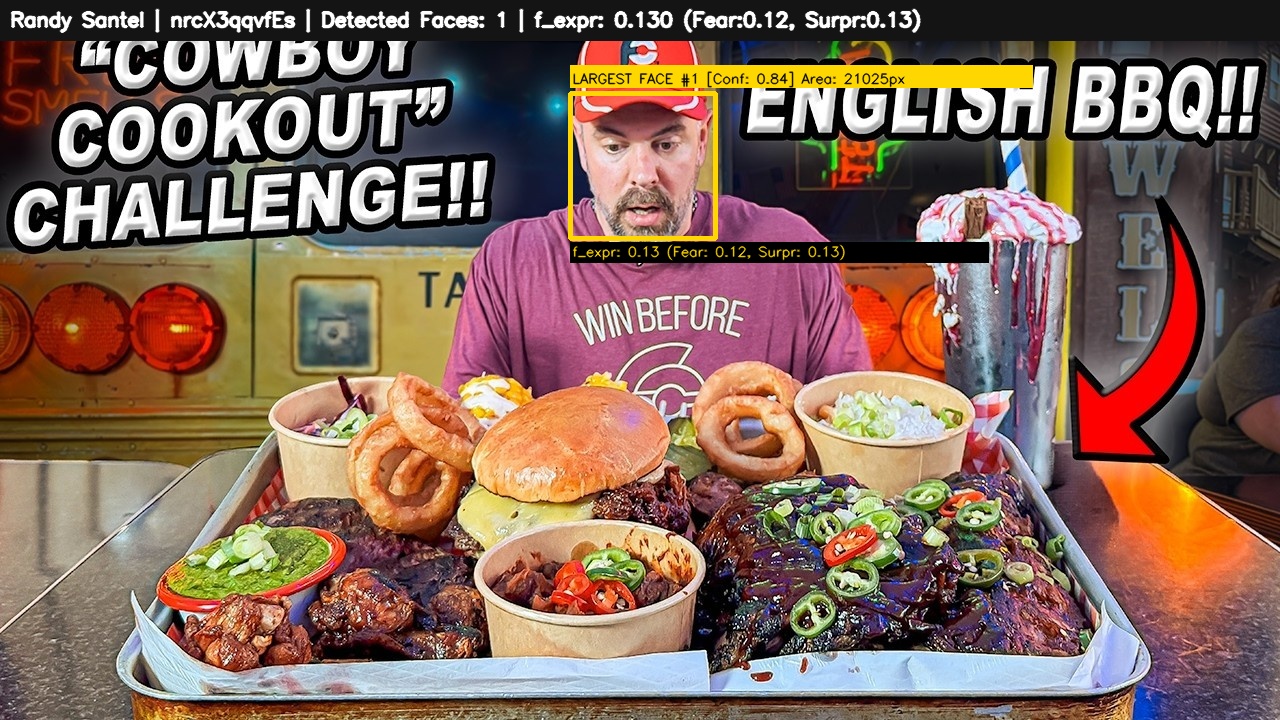 Randy Santel | nrcX3qqvfEs | Detected Faces: 1 | f_expr: 0.130 (Fear:0.12, Surpr:0.13)
“COWBOY
COOKOUT”
CHALLENGE!!
LARGEST FACE #1 [Conf: 0.84] Area: 21025px
ENGLISH BBQ!!
f_expr: 0.13 (Fear: 0.12, Surpr: 0.13)
TA
WIN BEFORE
WEL